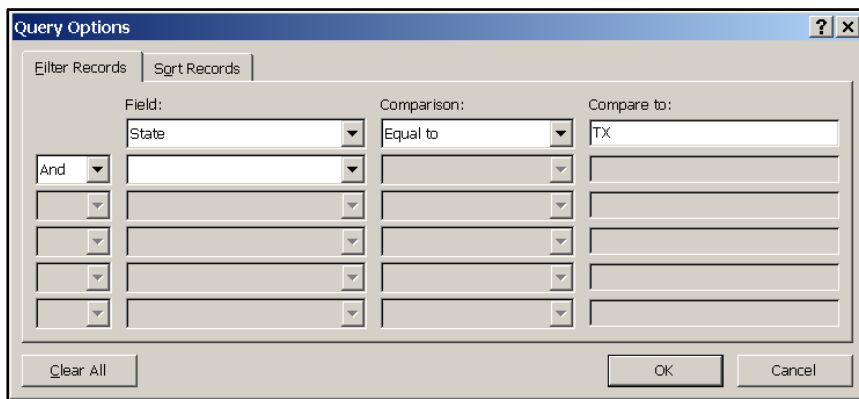 Query Options
Filter Records Sort Records
Field: Comparison: Compare to:
State Equal to TX
And
Clear All OK Cancel